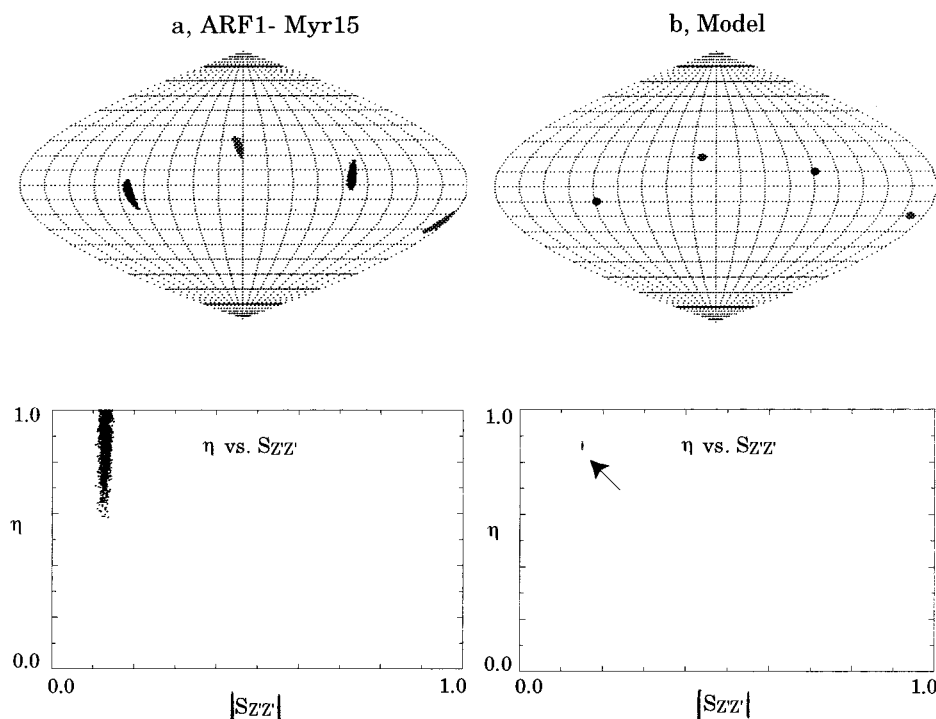 a, ARF1- Myr15
b, Model
1.0
η vs. SZ'Z'
η
0.0
0.0
1.0
|SZ'Z'|
1.0
η vs. SZ'Z'
η
0.0
0.0
1.0
|SZ'Z'|